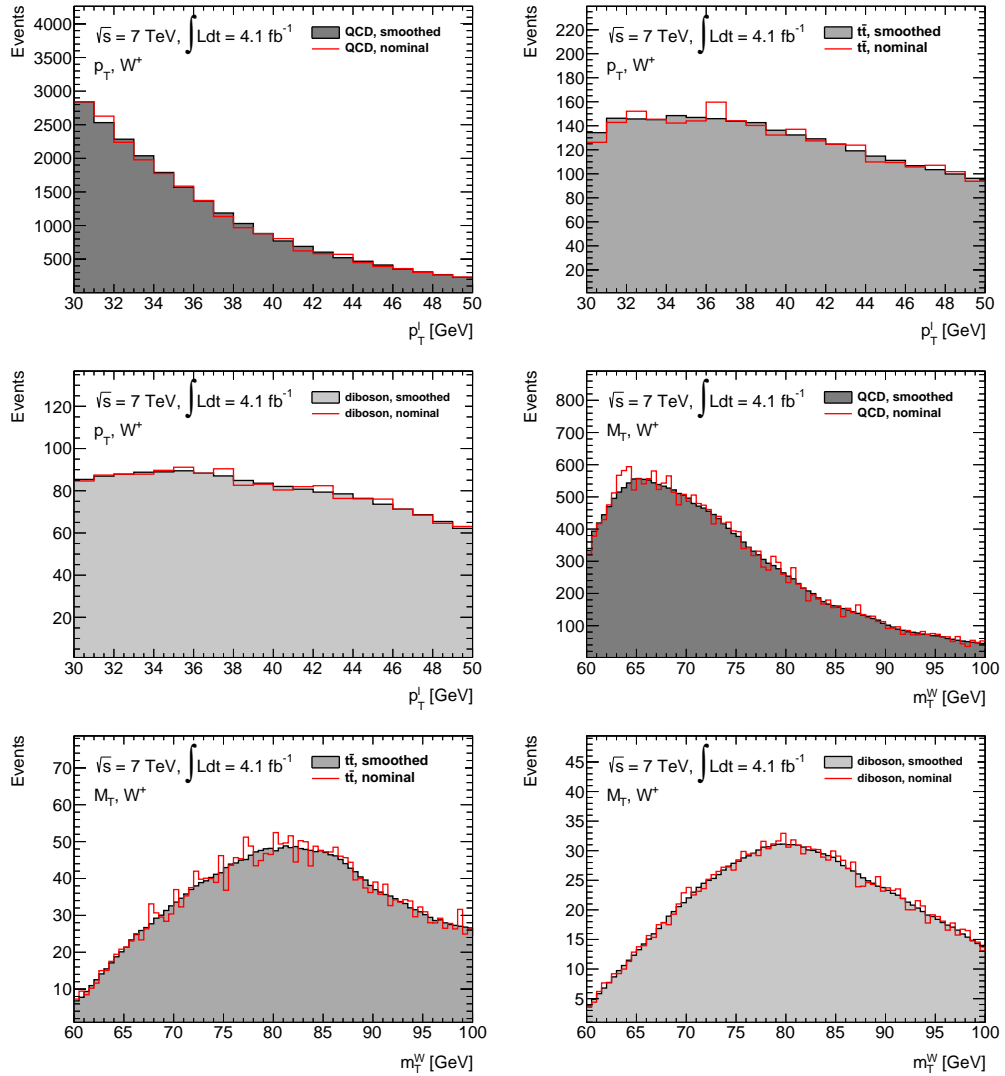 Events
4000
3500
3000
2500
2000
1500
1000
500
√s = 7 TeV, ∫ Ldt = 4.1 fb⁻¹
p_T, W⁺
QCD, smoothed
QCD, nominal
30 32 34 36 38 40 42 44 46 48 50
p_T^l [GeV]
Events
220
200
180
160
140
120
100
80
60
40
20
√s = 7 TeV, ∫ Ldt = 4.1 fb⁻¹
p_T, W⁺
tt̄, smoothed
tt̄, nominal
30 32 34 36 38 40 42 44 46 48 50
p_T^l [GeV]
Events
120
100
80
60
40
20
√s = 7 TeV, ∫ Ldt = 4.1 fb⁻¹
p_T, W⁺
diboson, smoothed
diboson, nominal
30 32 34 36 38 40 42 44 46 48 50
p_T^l [GeV]
Events
800
700
600
500
400
300
200
100
√s = 7 TeV, ∫ Ldt = 4.1 fb⁻¹
M_T, W⁺
QCD, smoothed
QCD, nominal
60 65 70 75 80 85 90 95 100
m_T^W [GeV]
Events
70
60
50
40
30
20
10
√s = 7 TeV, ∫ Ldt = 4.1 fb⁻¹
M_T, W⁺
tt̄, smoothed
tt̄, nominal
60 65 70 75 80 85 90 95 100
m_T^W [GeV]
Events
45
40
35
30
25
20
15
10
5
√s = 7 TeV, ∫ Ldt = 4.1 fb⁻¹
M_T, W⁺
diboson, smoothed
diboson, nominal
60 65 70 75 80 85 90 95 100
m_T^W [GeV]